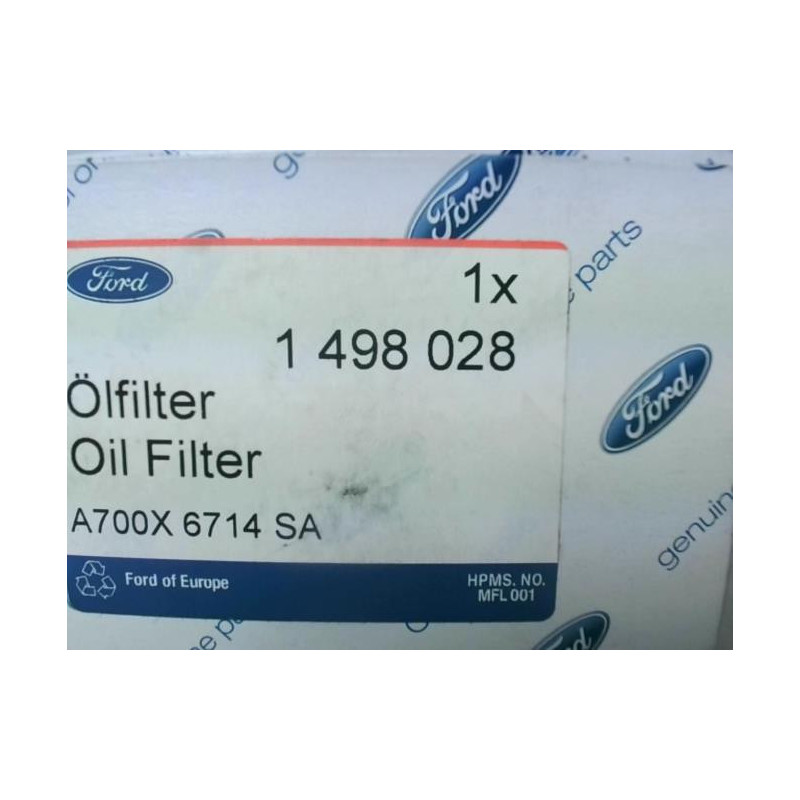 genuine
Ford
Ford
1x
1 498 028
parts
Ford
Ölfilter
Oil Filter
A700X 6714 SA
genuin
Ford of Europe
HPMS. NO.
MFL 001